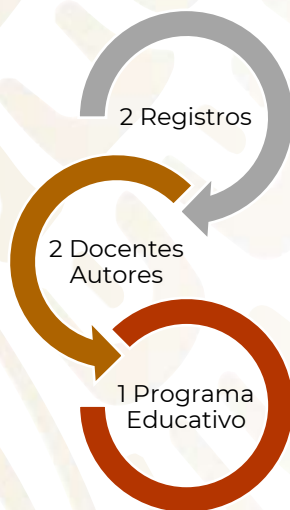 2 Registros
2 Docentes
Autores
1 Programa
Educativo